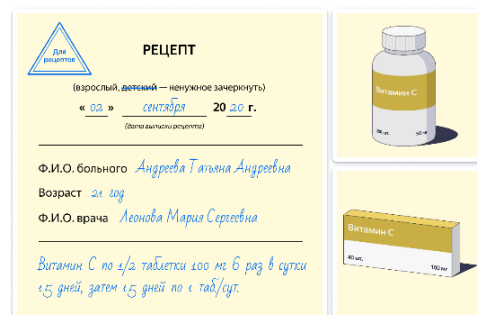 Для
рецептов
РЕЦЕПТ
(взрослый, детский — ненужное зачеркнуть)
« 02 » сентября 20 20 г.
(дата выписки рецепта)
Ф.И.О. больного Андреева Татьяна Андреевна
Возраст 21 год
Ф.И.О. врача Леонова Мария Сергеевна
Витамин С по 1/2 таблетки 100 мг 6 раз в сутки
15 дней, затем 15 дней по 1 таб/сут.
Витамин С
50 мг
Витамин С
40 шт.
100 мг